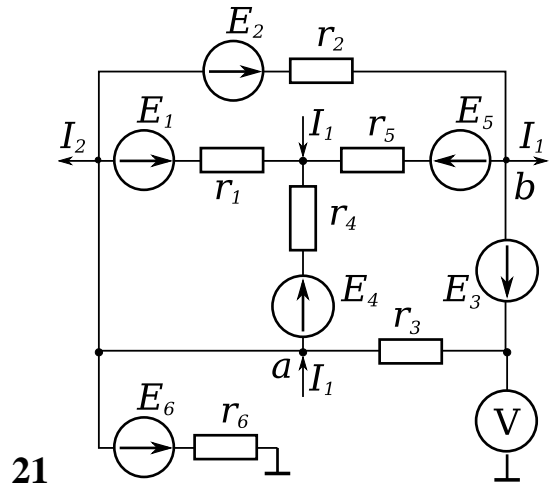 E₂ r₂
I₂ E₁ I₁ r₅ E₅ I₁
r₁ b
r₄
E₄ E₃
r₃
a I₁
E₆ r₆ V
21